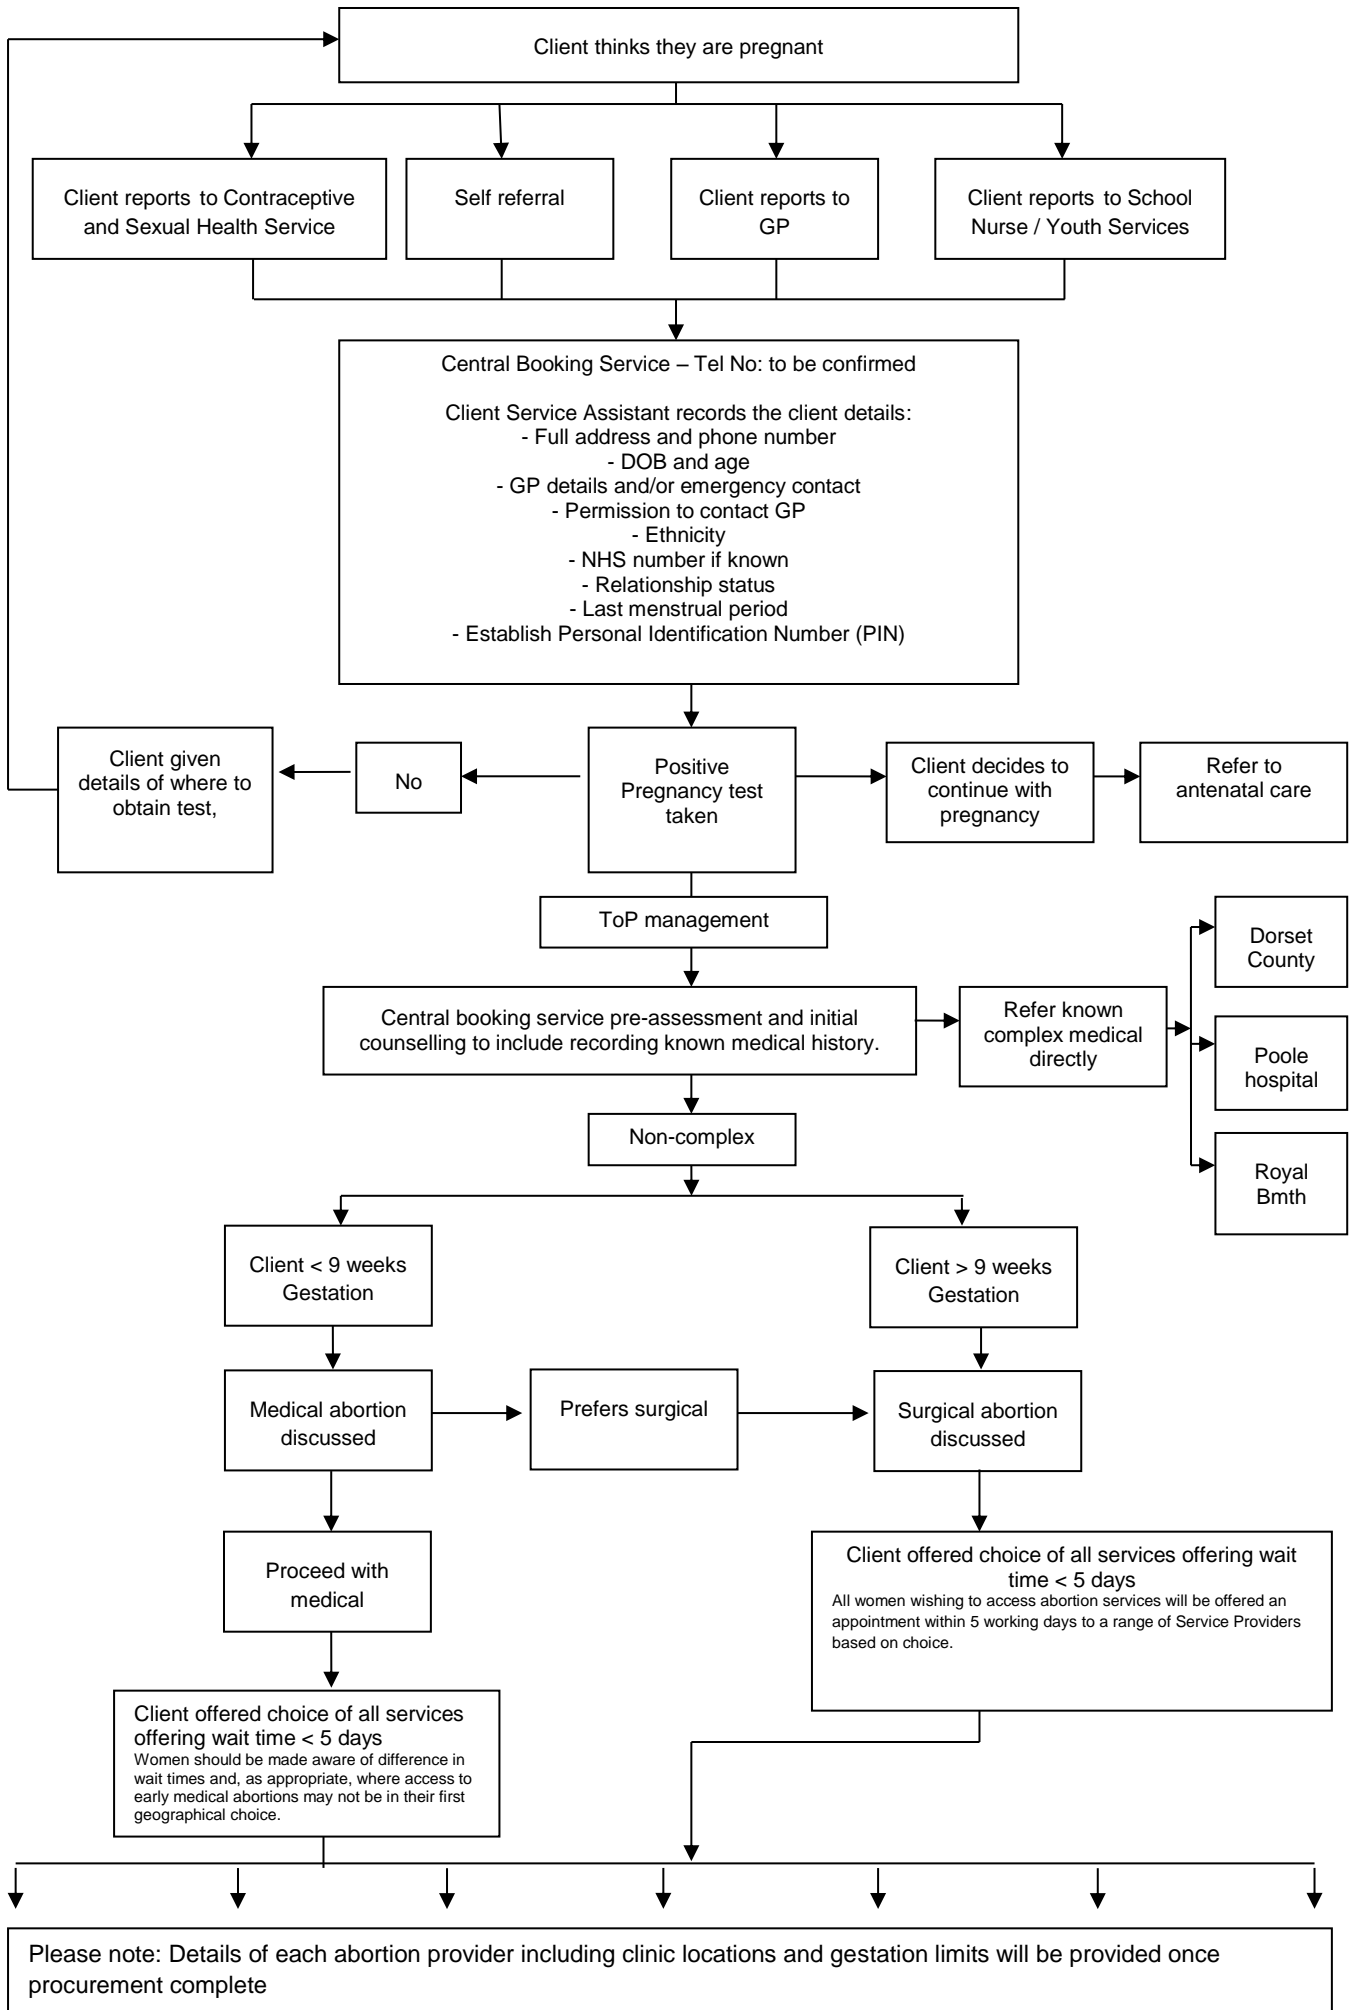 Client thinks they are pregnant
Client reports to Contraceptive
and Sexual Health Service
Self referral
Client reports to
GP
Client reports to School
Nurse / Youth Services
Central Booking Service – Tel No: to be confirmed
Client Service Assistant records the client details:
- Full address and phone number
- DOB and age
- GP details and/or emergency contact
- Permission to contact GP
- Ethnicity
- NHS number if known
- Relationship status
- Last menstrual period
- Establish Personal Identification Number (PIN)
Client given
details of where to
obtain test,
No
Positive
Pregnancy test
taken
Client decides to
continue with
pregnancy
Refer to
antenatal care
ToP management
Central booking service pre-assessment and initial
counselling to include recording known medical history.
Refer known
complex medical
directly
Dorset
County
Poole
hospital
Royal
Bmth
Non-complex
Client < 9 weeks
Gestation
Client > 9 weeks
Gestation
Medical abortion
discussed
Prefers surgical
Surgical abortion
discussed
Proceed with
medical
Client offered choice of all services offering wait
time < 5 days
All women wishing to access abortion services will be offered an
appointment within 5 working days to a range of Service Providers
based on choice.
Client offered choice of all services
offering wait time < 5 days
Women should be made aware of difference in
wait times and, as appropriate, where access to
early medical abortions may not be in their first
geographical choice.
Please note: Details of each abortion provider including clinic locations and gestation limits will be provided once
procurement complete